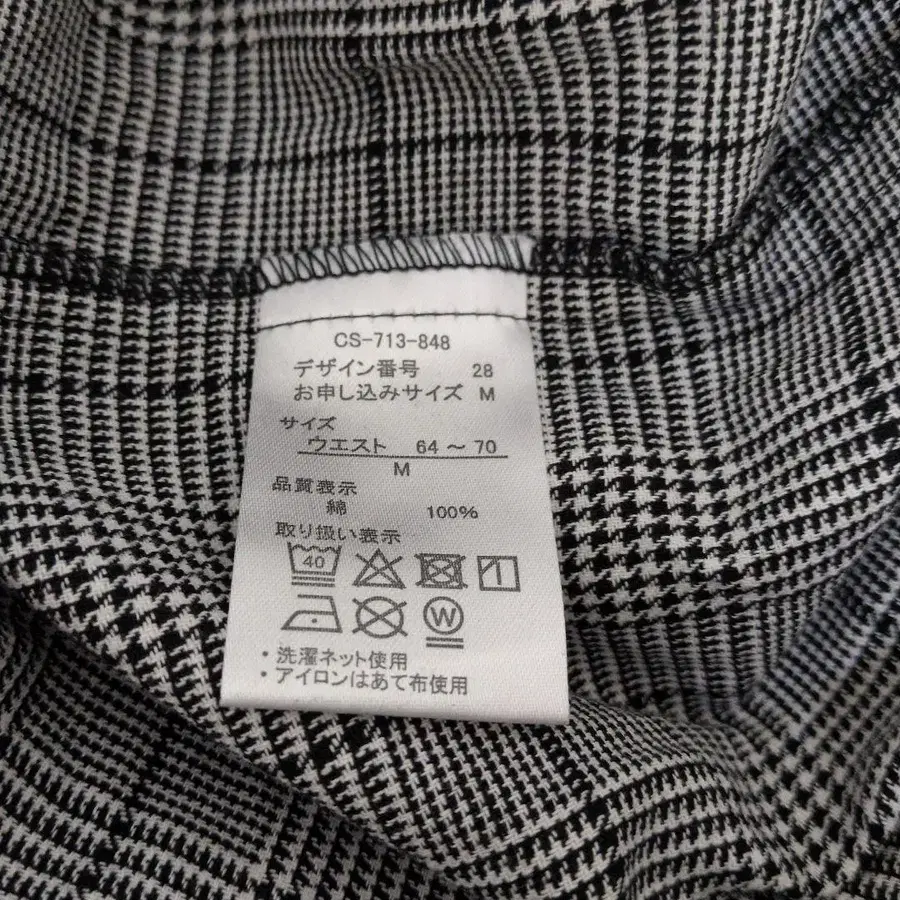 CS-713-848
デザイン番号 28
お申し込みサイズ M
サイズ
ウエスト 64～70
M
品質表示
綿 100%
取り扱い表示
40
W
・洗濯ネット使用
・アイロンはあて布使用